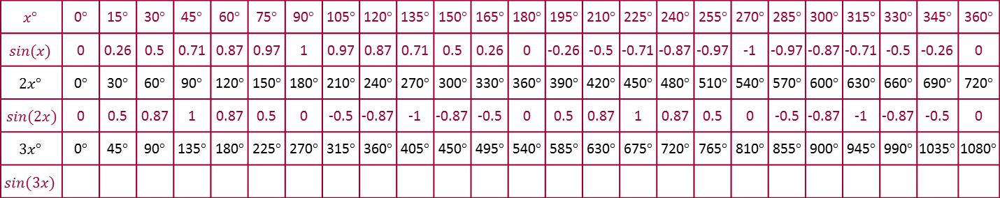 x° 0° 15° 30° 45° 60° 75° 90° 105° 120° 135° 150° 165° 180° 195° 210° 225° 240° 255° 270° 285° 300° 315° 330° 345° 360°
sin(x) 0 0.26 0.5 0.71 0.87 0.97 1 0.97 0.87 0.71 0.5 0.26 0 -0.26 -0.5 -0.71 -0.87 -0.97 -1 -0.97 -0.87 -0.71 -0.5 -0.26 0
2x° 0° 30° 60° 90° 120° 150° 180° 210° 240° 270° 300° 330° 360° 390° 420° 450° 480° 510° 540° 570° 600° 630° 660° 690° 720°
sin(2x) 0 0.5 0.87 1 0.87 0.5 0 -0.5 -0.87 -1 -0.87 -0.5 0 0.5 0.87 1 0.87 0.5 0 -0.5 -0.87 -1 -0.87 -0.5 0
3x° 0° 45° 90° 135° 180° 225° 270° 315° 360° 405° 450° 495° 540° 585° 630° 675° 720° 765° 810° 855° 900° 945° 990° 1035° 1080°
sin(3x)